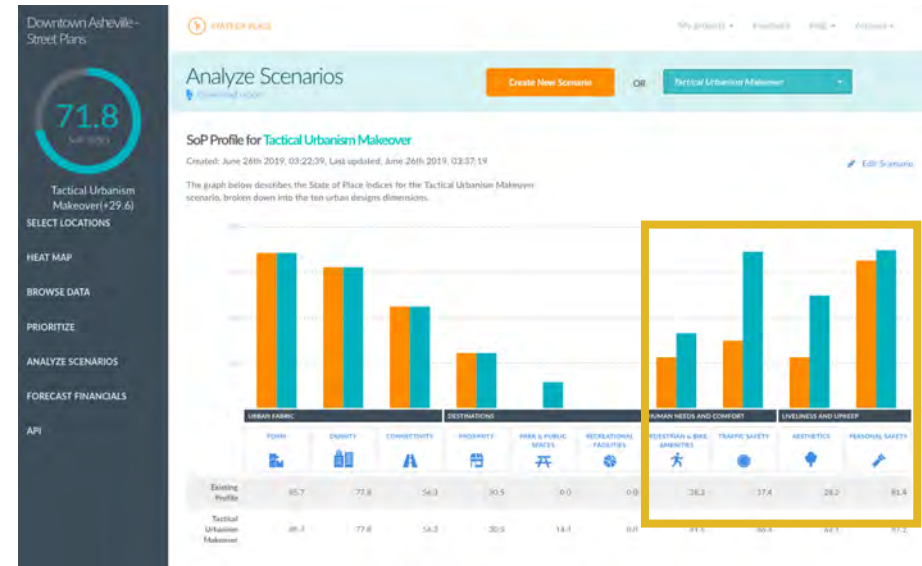 Downtown Asheville -
Street Plans
71.8
Tactical Urbanism
Makeover(+29.6)
SELECT LOCATIONS
HEAT MAP
BROWSE DATA
PRIORITIZE
ANALYZE SCENARIOS
FORECAST FINANCIALS
API
STATE OF PLACE
My projects
Account
Analyze Scenarios
Create New Scenario
OR
Tactical Urbanism Makeover
SoP Profile for Tactical Urbanism Makeover
Created: June 26th 2019, 03:22:39, Last updated: June 26th 2019, 03:37:19
Edit Scenario
The graph below describes the State of Place indices for the Tactical Urbanism Makeover
scenario, broken down into the ten urban designs dimensions.
URBAN FABRIC
DESTINATIONS
HUMAN NEEDS AND COMFORT
LIVELINESS AND UPKEEP
FORM
DENSITY
CONNECTIVITY
PROXIMITY
PARK & PUBLIC
SPACES
RECREATIONAL
FACILITIES
PEDESTRIAN & BIKE
AMENITIES
TRAFFIC SAFETY
AESTHETICS
PERSONAL SAFETY
Existing
Profile
85.7 77.8 56.3 30.5 0.0 0.0 28.2 37.4 28.2 81.4
Tactical
Urbanism
Makeover
85.7 77.8 56.3 30.5 14.3 0.0